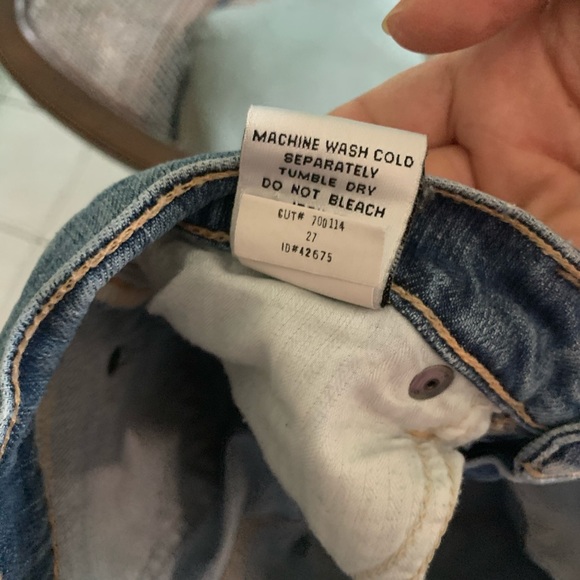 MACHINE WASH COLD
SEPARATELY
TUMBLE DRY
DO NOT BLEACH
CUT# 700114
27
ID#42675